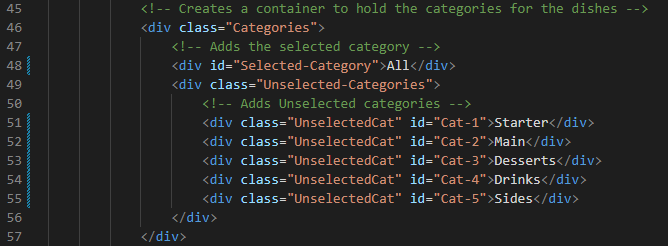 45 <!-- Creates a container to hold the categories for the dishes -->
46 <div class="Categories">
47 <!-- Adds the selected category -->
48 <div id="Selected-Category">All</div>
49 <div class="Unselected-Categories">
50 <!-- Adds Unselected categories -->
51 <div class="UnselectedCat" id="Cat-1">Starter</div>
52 <div class="UnselectedCat" id="Cat-2">Main</div>
53 <div class="UnselectedCat" id="Cat-3">Desserts</div>
54 <div class="UnselectedCat" id="Cat-4">Drinks</div>
55 <div class="UnselectedCat" id="Cat-5">Sides</div>
56 </div>
57 </div>